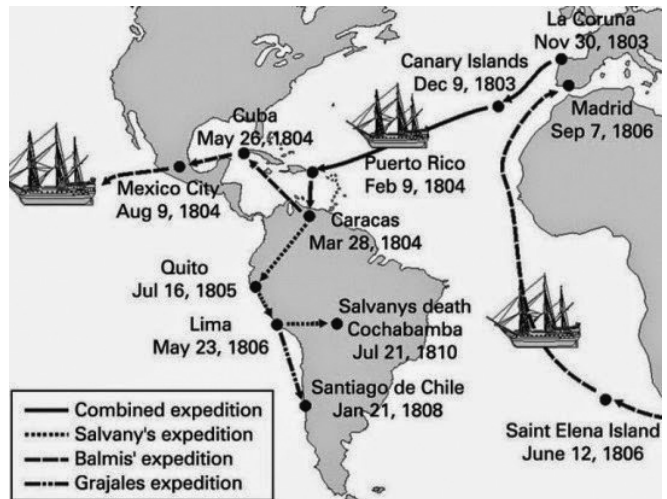 La Coruna
Nov 30, 1803
Canary Islands
Dec 9, 1803
Madrid
Sep 7, 1806
Cuba
May 26, 1804
Puerto Rico
Feb 9, 1804
Mexico City
Aug 9, 1804
Caracas
Mar 28, 1804
Quito
Jul 16, 1805
Salvanys death
Cochabamba
Jul 21, 1810
Lima
May 23, 1806
Santiago de Chile
Jan 21, 1808
Saint Elena Island
June 12, 1806
Combined expedition
Salvany's expedition
Balmis' expedition
Grajales expedition